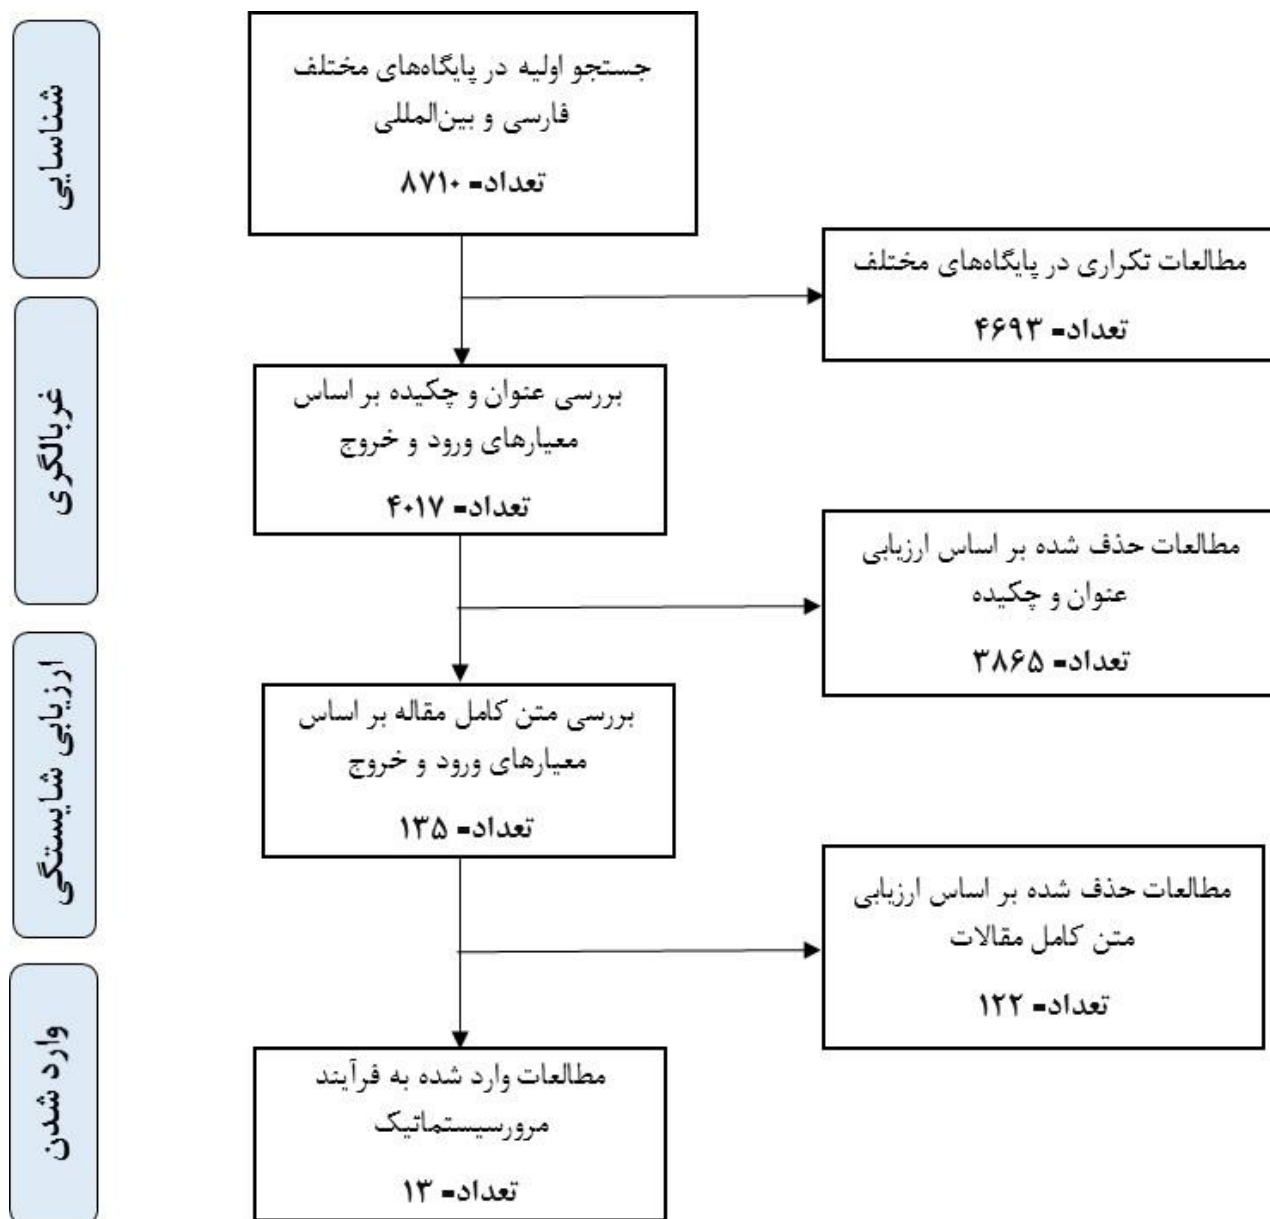 شناسایی
جستجو اولیه در پایگاه‌های مختلف
فارسی و بین‌المللی
تعداد= ۸۷۱۰
مطالعات تکراری در پایگاه‌های مختلف
تعداد= ۴۶۹۳
غربالگری
بررسی عنوان و چکیده بر اساس
معیارهای ورود و خروج
تعداد= ۴۰۱۷
مطالعات حذف شده بر اساس ارزیابی
عنوان و چکیده
تعداد= ۳۸۶۵
ارزیابی شایستگی
بررسی متن کامل مقاله بر اساس
معیارهای ورود و خروج
تعداد= ۱۳۵
مطالعات حذف شده بر اساس ارزیابی
متن کامل مقالات
تعداد= ۱۲۲
وارد شدن
مطالعات وارد شده به فرآیند
مرورسیستماتیک
تعداد= ۱۳